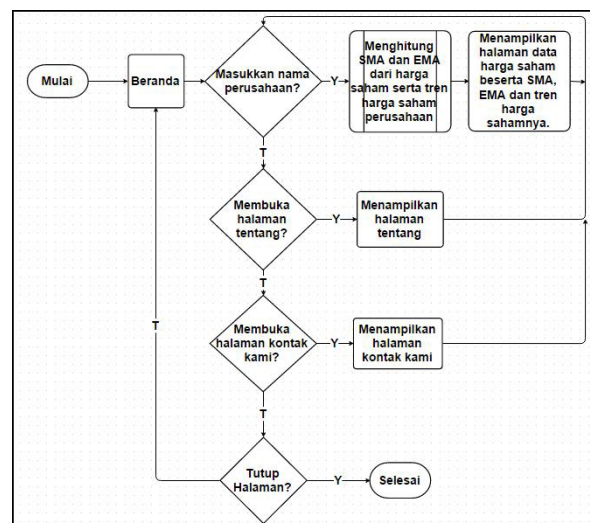 Mulai
Beranda
Masukkan nama
perusahaan?
Y
Menghitung
SMA dan EMA
dari harga
saham serta tren
harga saham
perusahaan
Menampilkan
halaman data
harga saham
beserta SMA,
EMA dan tren
harga
sahamnya.
T
Membuka
halaman
tentang?
Y
Menampilkan
halaman
tentang
T
T
Membuka
halaman kontak
kami?
Y
Menampilkan
halaman
kontak kami
T
Tutup
Halaman?
Y
Selesai